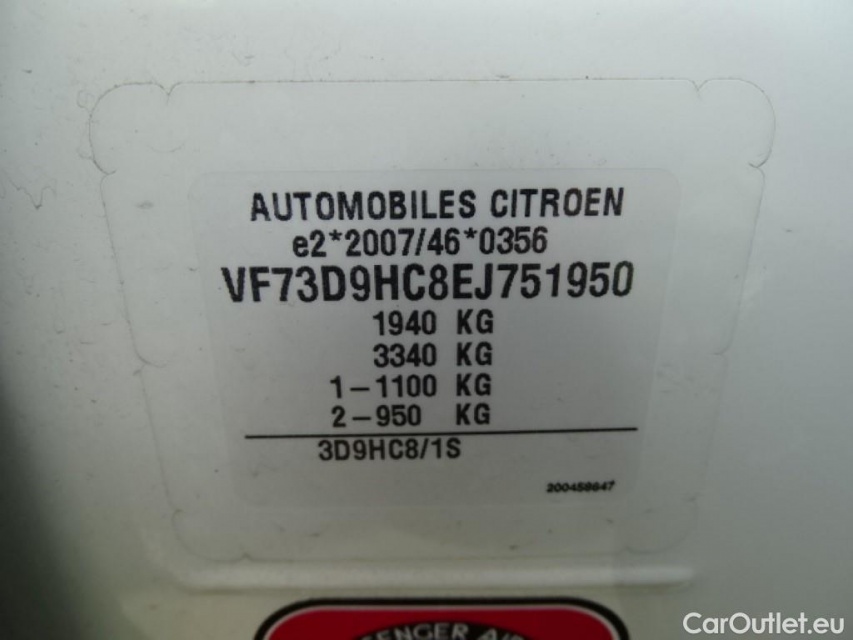 AUTOMOBILES CITROEN
e2*2007/46*0356
VF73D9HC8EJ751950
1940 KG
3340 KG
1-1100 KG
2-950 KG
3D9HC8/1S
200458647
CarOutlet.eu